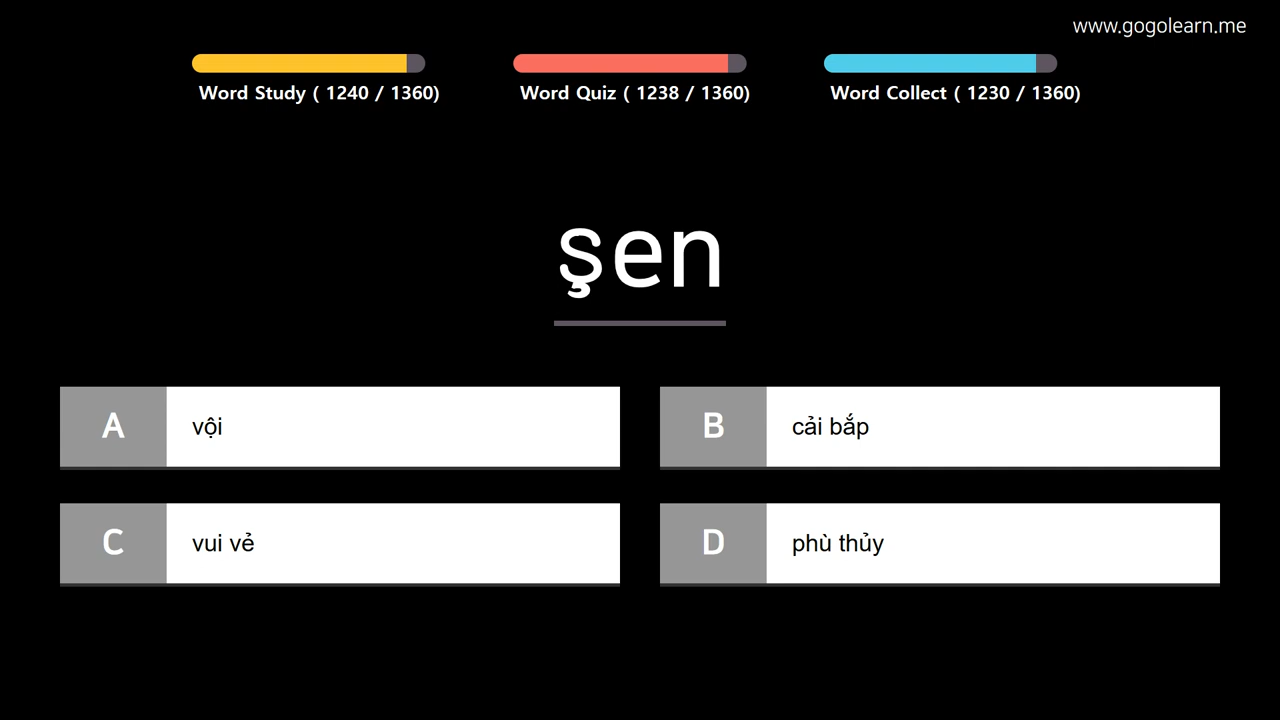 www.gogolearn.me
Word Study ( 1240 / 1360)
Word Quiz ( 1238 / 1360)
Word Collect ( 1230 / 1360)
şen
A vội
B cải bắp
C vui vẻ
D phù thủy